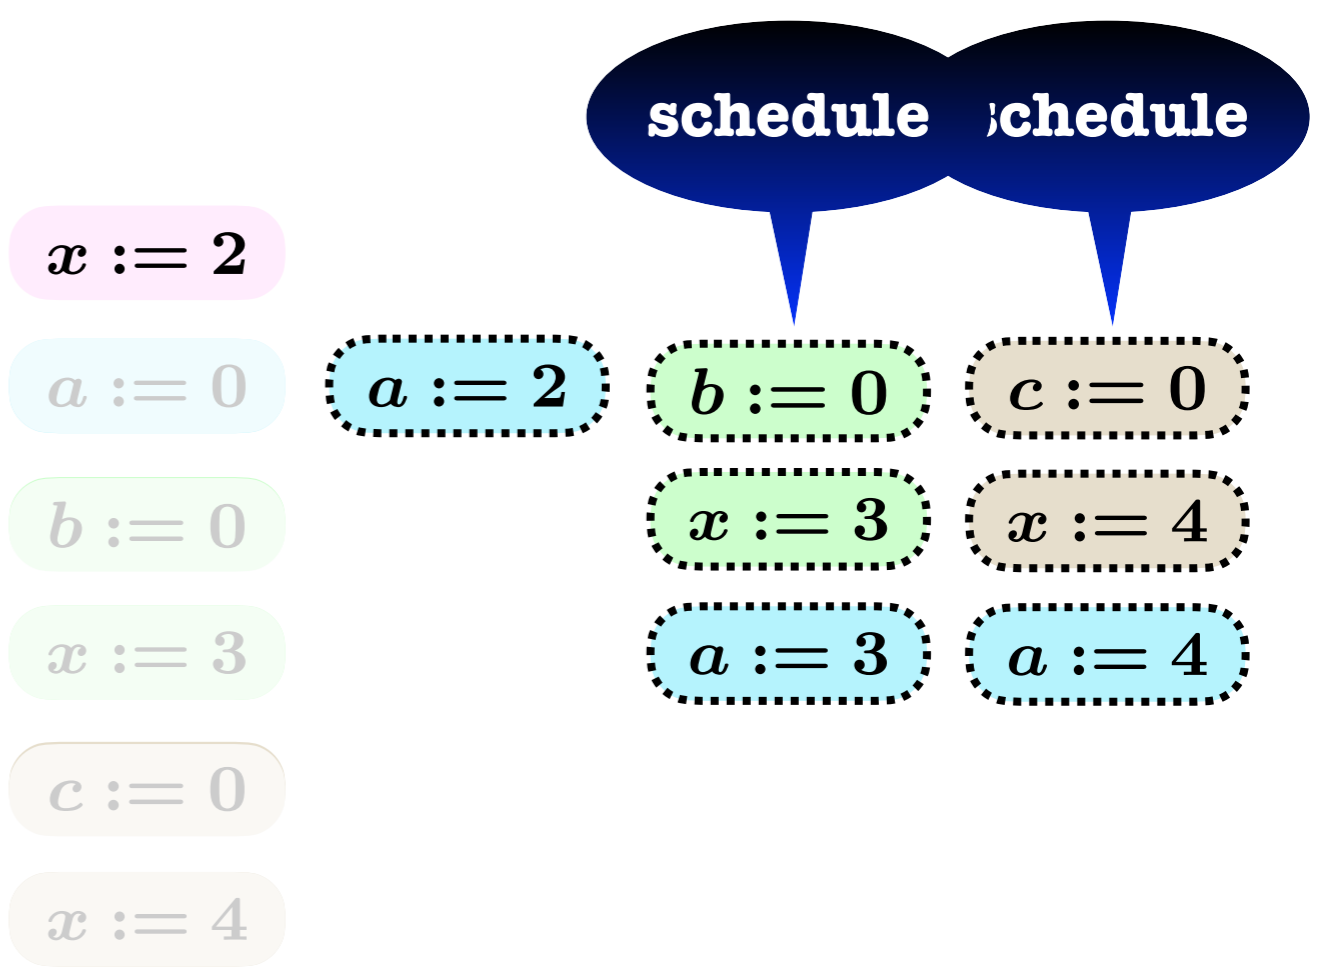 schedule
chedule
x := 2
a := 0
a := 2
b := 0
c := 0
b := 0
x := 3
x := 4
x := 3
a := 3
a := 4
c := 0
x := 4